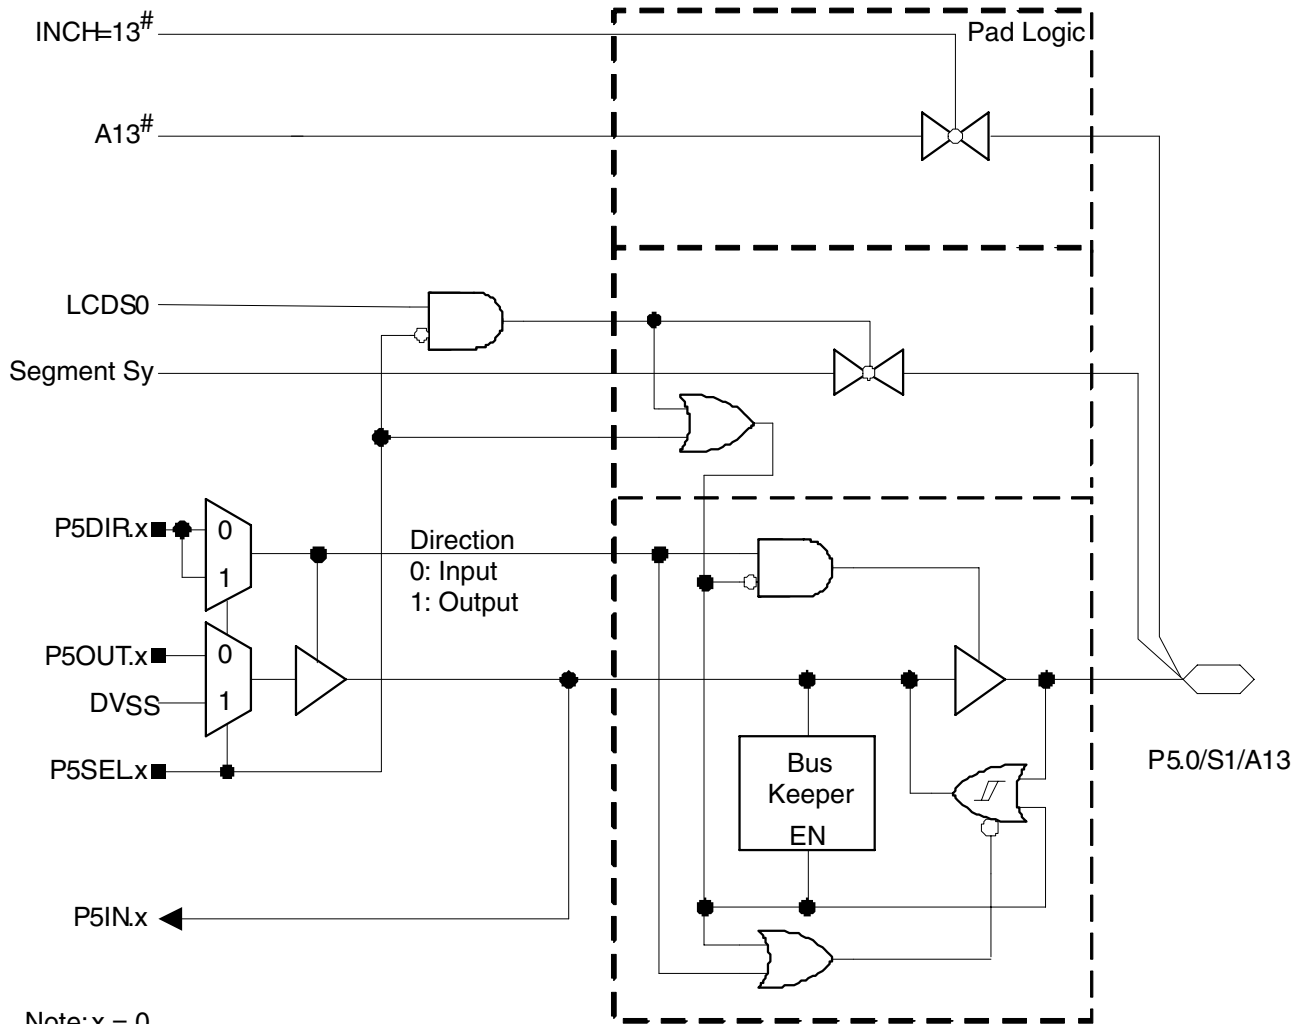 INCH=13#
Pad Logic
A13#
LCDS0
Segment Sy
P5DIR.x
0
1
Direction
0: Input
1: Output
P5OUT.x
0
DVSS
1
P5SEL.x
Bus
Keeper
EN
P5.0/S1/A13
P5IN.x
Note: x = 0